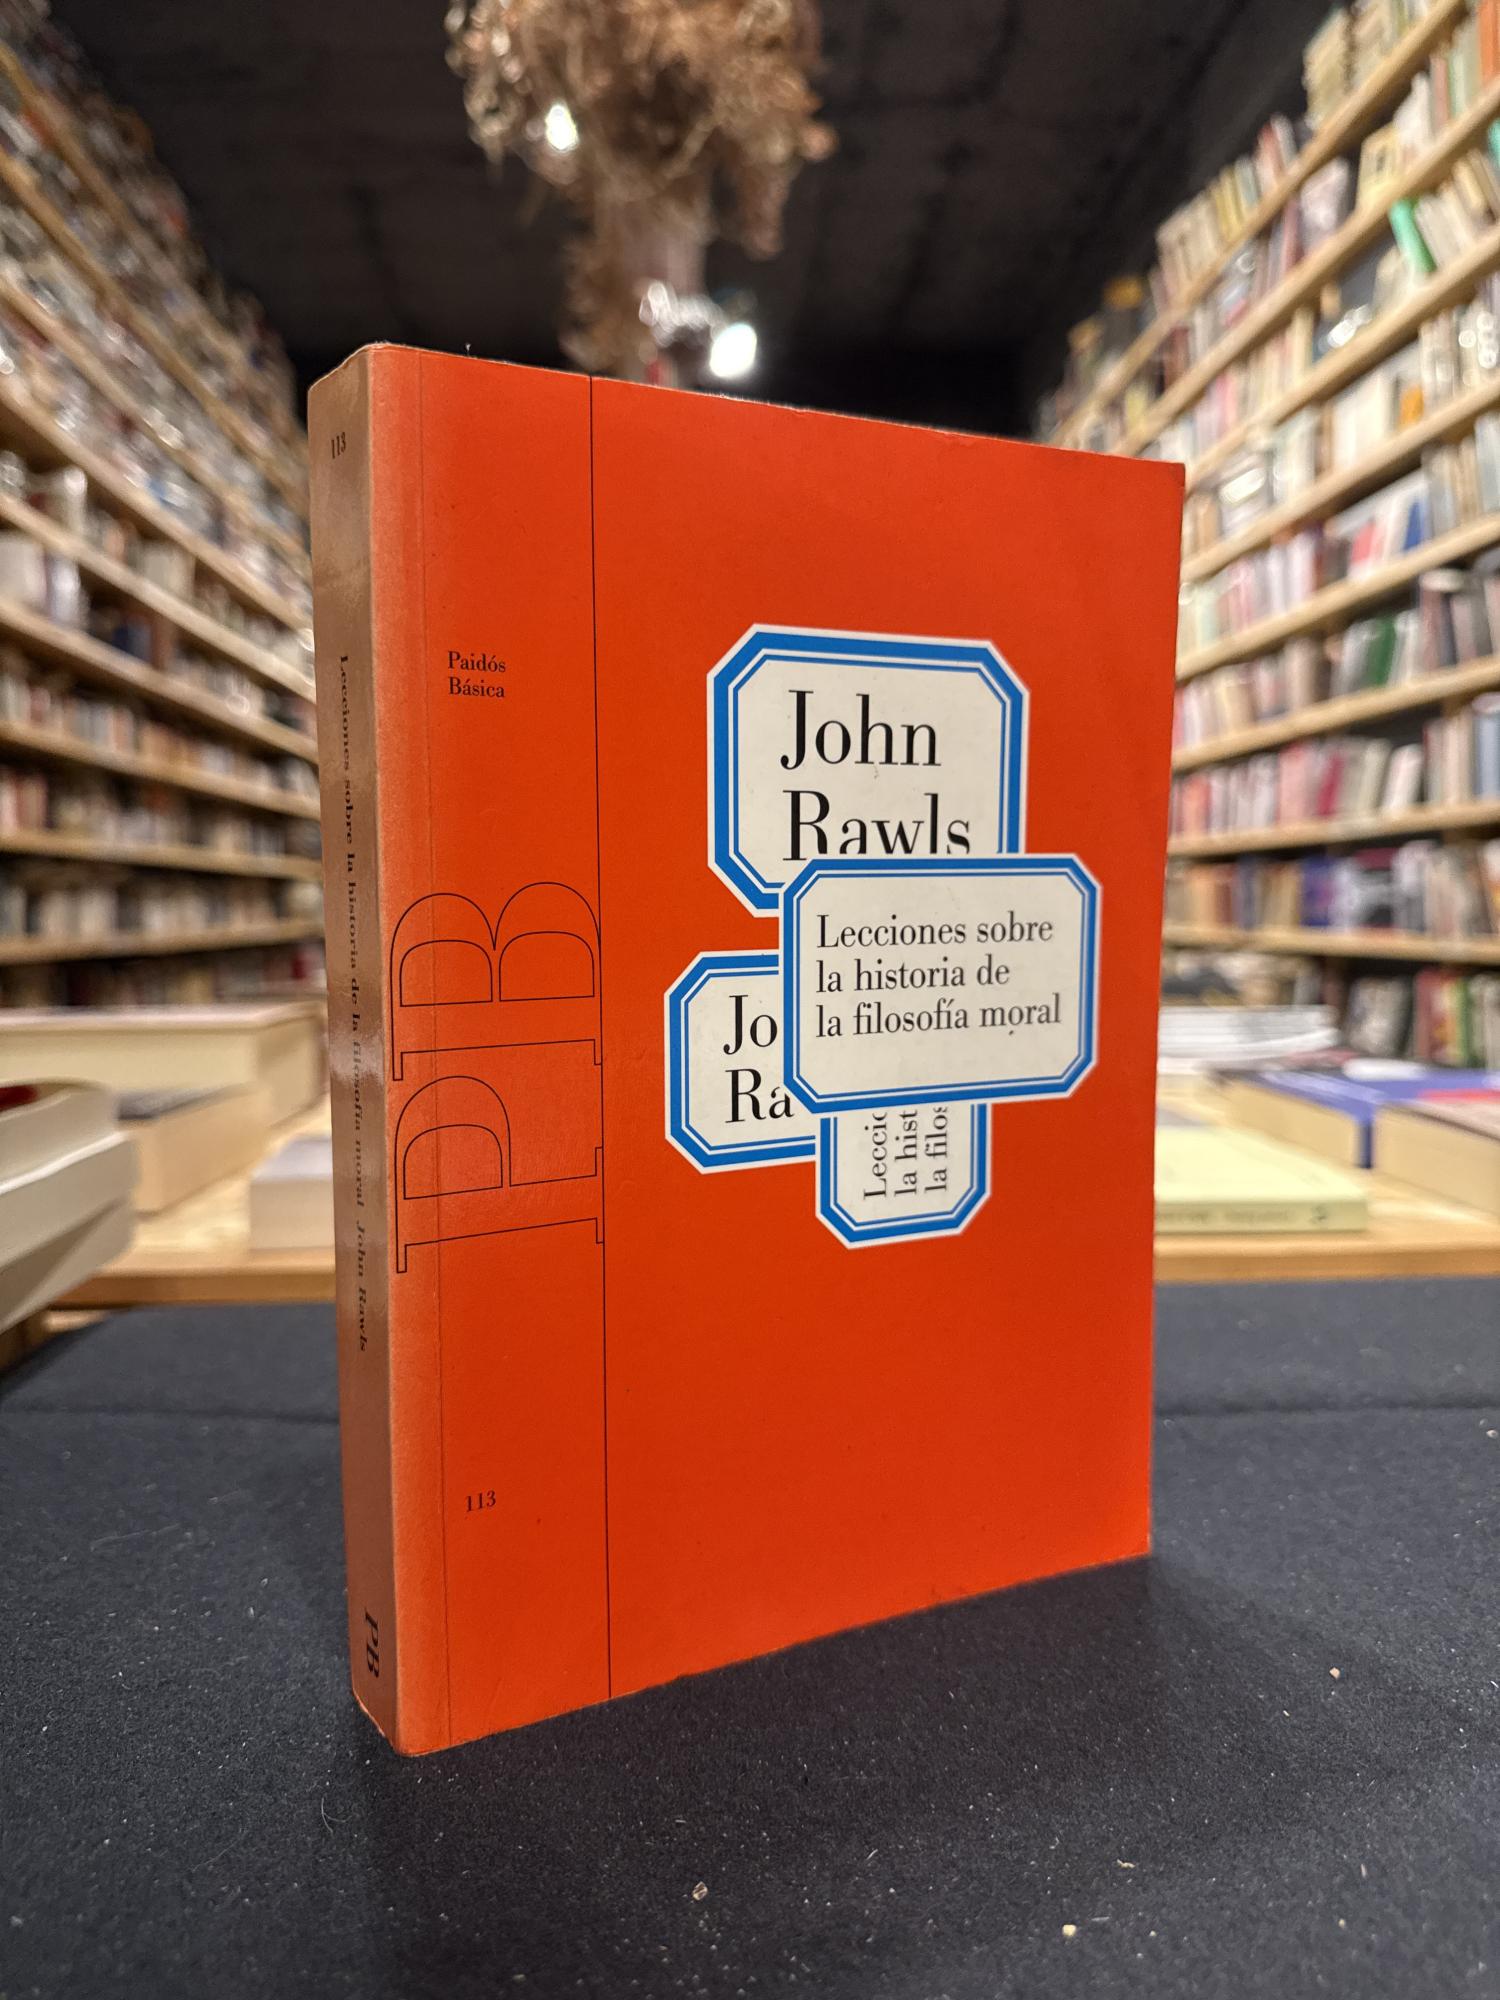 113
Lecciones sobre la historia de la filosofía moral John Rawls
PB
Paidós
Básica
PB
113
John
Rawls
Lecciones sobre
la historia de
la filosofía moral
Jo
Ra
Leccio
la hist
la filos